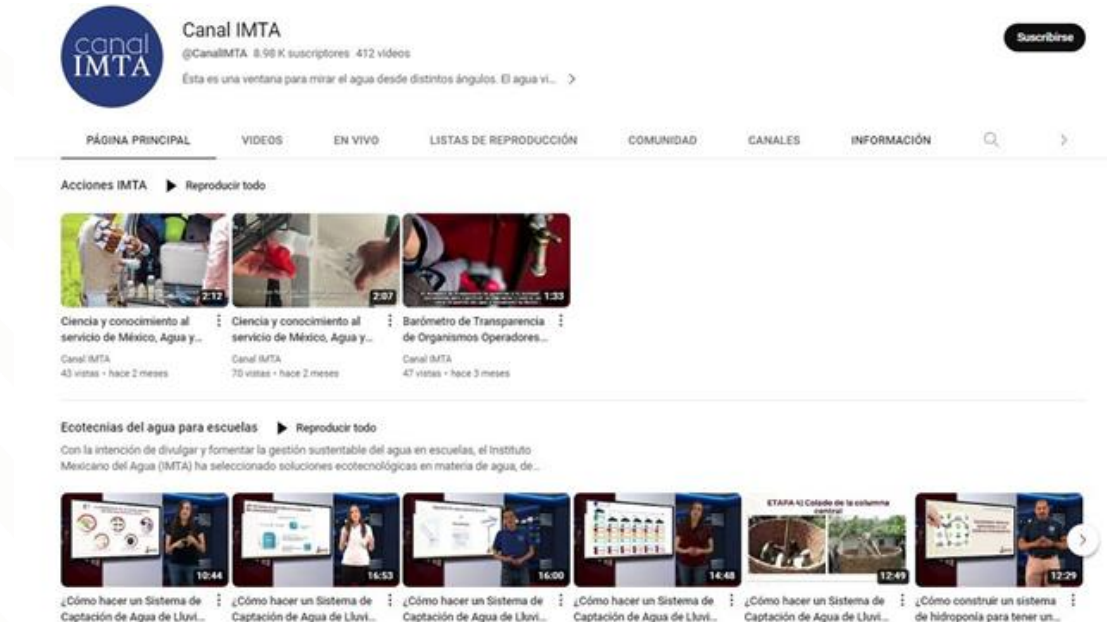 canal
IMTA
Canal IMTA
@CanalIMTA 8.98 K suscriptores 412 videos
Ésta es una ventana para mirar el agua desde distintos ángulos. El agua vi...
Suscribirse
PÁGINA PRINCIPAL VIDEOS EN VIVO LISTAS DE REPRODUCCIÓN COMUNIDAD CANALES INFORMACIÓN
Acciones IMTA Reproducir todo
2:12 2:07 1:33
Ciencia y conocimiento al Ciencia y conocimiento al Barómetro de Transparencia
servicio de México, Agua y... servicio de México, Agua y... de Organismos Operadores...
Canal IMTA Canal IMTA Canal IMTA
43 vistas • hace 2 meses 70 vistas • hace 2 meses 47 vistas • hace 3 meses
Ecotecnias del agua para escuelas Reproducir todo
Con la intención de divulgar y fomentar la gestión sustentable del agua en escuelas, el Instituto
Mexicano del Agua (IMTA) ha seleccionado soluciones ecotecnológicas en materia de agua, de...
ETAPA 4) Colado de la columna
central
10:44 16:53 16:00 14:48 12:49 12:29
¿Cómo hacer un Sistema de ¿Cómo hacer un Sistema de ¿Cómo hacer un Sistema de ¿Cómo hacer un Sistema de ¿Cómo hacer un Sistema de ¿Cómo construir un sistema
Captación de Agua de Lluvi... Captación de Agua de Lluvi... Captación de Agua de Lluvi... Captación de Agua de Lluvi... Captación de Agua de Lluvi... de hidroponía para tener un...